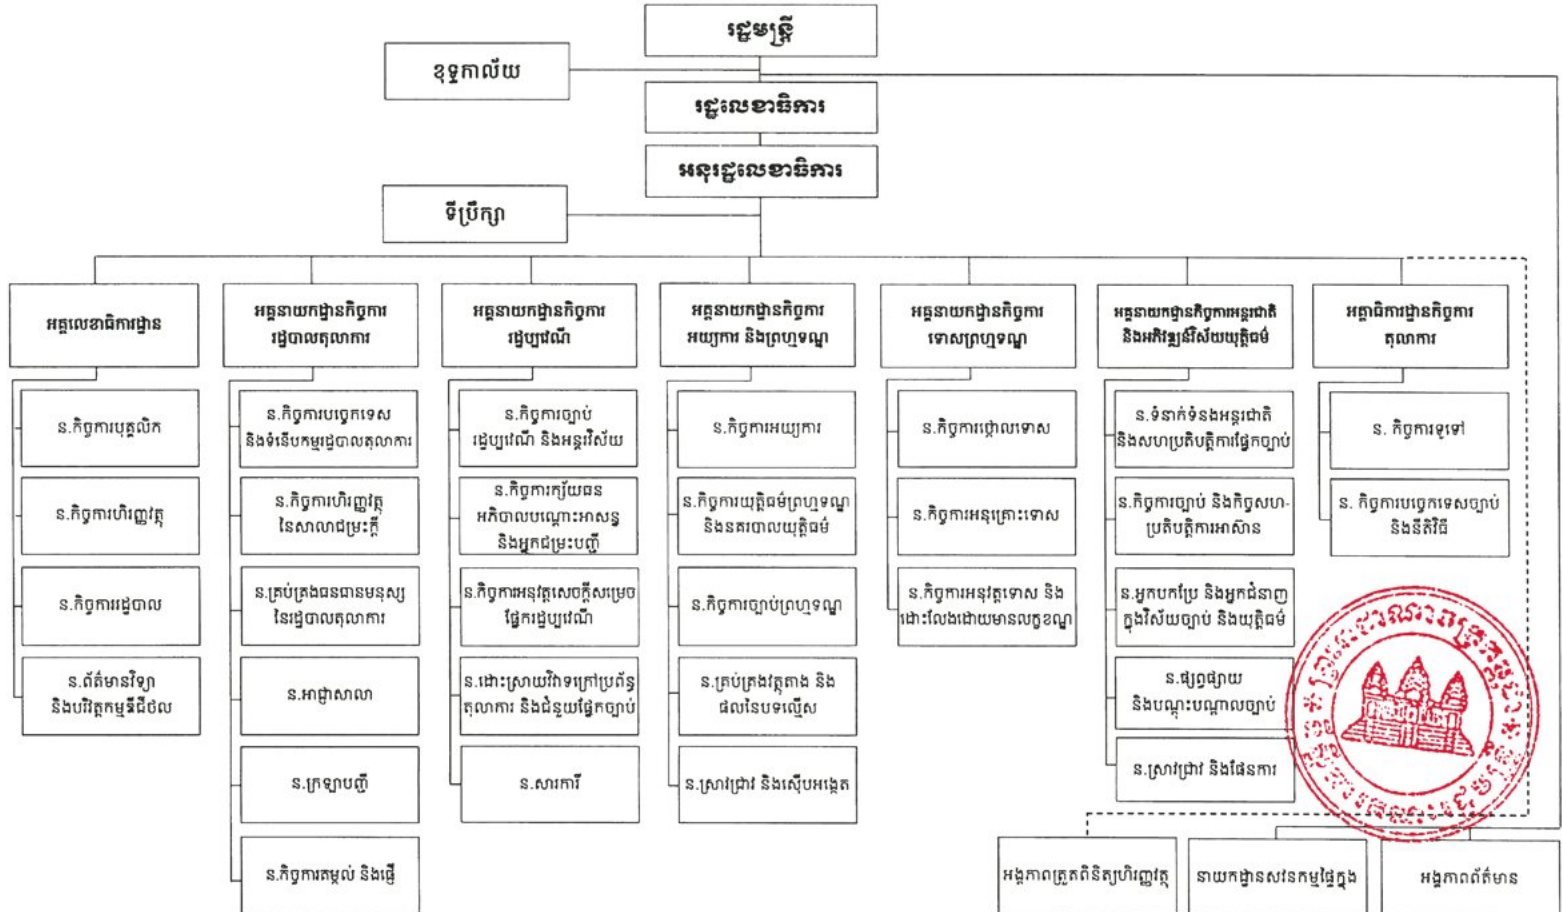 រដ្ឋមន្ត្រី
ខុទ្ទកាល័យ
រដ្ឋលេខាធិការ
អនុរដ្ឋលេខាធិការ
ទីប្រឹក្សា
អគ្គលេខាធិការដ្ឋាន
ន.កិច្ចការបុគ្គលិក
ន.កិច្ចការហិរញ្ញវត្ថុ
ន.កិច្ចការរដ្ឋបាល
ន.ព័ត៌មានវិទ្យា
និងបរិវត្តកម្មឌីជីថល
អគ្គនាយកដ្ឋានកិច្ចការ
រដ្ឋបាលតុលាការ
ន.កិច្ចការបច្ចេកទេស
និងទំនើបកម្មរដ្ឋបាលតុលាការ
ន.កិច្ចការហិរញ្ញវត្ថុ
នៃសាលាជម្រះក្តី
ន.គ្រប់គ្រងធនធានមនុស្ស
នៃរដ្ឋបាលតុលាការ
ន.អាជ្ញាសាលា
ន.ក្រឡាបញ្ជី
ន.កិច្ចការតម្កល់ និងផ្ញើ
អគ្គនាយកដ្ឋានកិច្ចការ
រដ្ឋប្បវេណី
ន.កិច្ចការច្បាប់
រដ្ឋប្បវេណី និងអន្តរវិស័យ
ន.កិច្ចការក្ស័យធន
អភិបាលបណ្តោះអាសន្ន
និងអ្នកជម្រះបញ្ជី
ន.កិច្ចការអនុវត្តសេចក្តីសម្រេច
ផ្នែករដ្ឋប្បវេណី
ន.ដោះស្រាយវិវាទក្រៅប្រព័ន្ធ
តុលាការ និងជំនួយផ្នែកច្បាប់
ន.សារការី
អគ្គនាយកដ្ឋានកិច្ចការ
អយ្យការ និងព្រហ្មទណ្ឌ
ន.កិច្ចការអយ្យការ
ន.កិច្ចការយុត្តិធម៌ព្រហ្មទណ្ឌ
និងនគរបាលយុត្តិធម៌
ន.កិច្ចការច្បាប់ព្រហ្មទណ្ឌ
ន.គ្រប់គ្រងវត្ថុតាង និង
ផលនៃបទល្មើស
ន.ស្រាវជ្រាវ និងស៊ើបអង្កេត
អគ្គនាយកដ្ឋានកិច្ចការ
ទោសព្រហ្មទណ្ឌ
ន.កិច្ចការថ្កោលទោស
ន.កិច្ចការអនុគ្រោះទោស
ន.កិច្ចការអនុវត្តទោស និង
ដោះលែងដោយមានលក្ខខណ្ឌ
អគ្គនាយកដ្ឋានកិច្ចការអន្តរជាតិ
និងអភិវឌ្ឍន៍វិស័យយុត្តិធម៌
ន.ទំនាក់ទំនងអន្តរជាតិ
និងសហប្រតិបត្តិការផ្នែកច្បាប់
ន.កិច្ចការច្បាប់ និងកិច្ចសហ-
ប្រតិបត្តិការអាស៊ាន
ន.អ្នកបកប្រែ និងអ្នកជំនាញ
ក្នុងវិស័យច្បាប់ និងយុត្តិធម៌
ន.ផ្សព្វផ្សាយ
និងបណ្តុះបណ្តាលច្បាប់
ន.ស្រាវជ្រាវ និងផែនការ
អគ្គាធិការដ្ឋានកិច្ចការ
តុលាការ
ន. កិច្ចការទូទៅ
ន. កិច្ចការបច្ចេកទេសច្បាប់
និងនីតិវិធី
អង្គភាពត្រួតពិនិត្យហិរញ្ញវត្ថុ
នាយកដ្ឋានសវនកម្មផ្ទៃក្នុង
អង្គភាពព័ត៌មាន